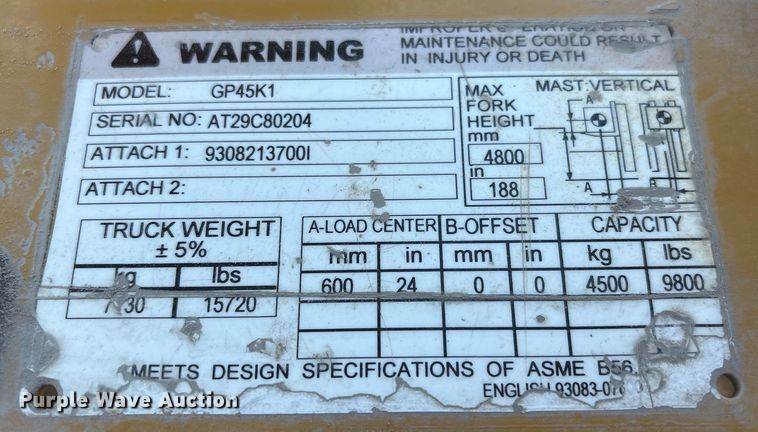 WARNING
MAINTENANCE COULD RESULT
IN INJURY OR DEATH
MODEL: GP45K1
SERIAL NO: AT29C80204
ATTACH 1: 9308213700I
ATTACH 2:
MAX
FORK
HEIGHT
mm
4800
in
188
MAST:VERTICAL
A
A
B
TRUCK WEIGHT
± 5%
kg lbs
15720
A-LOAD CENTER B-OFFSET CAPACITY
mm in mm in kg lbs
600 24 0 0 4500 9800
MEETS DESIGN SPECIFICATIONS OF ASME B56.
ENGLISH
Purple Wave Auction